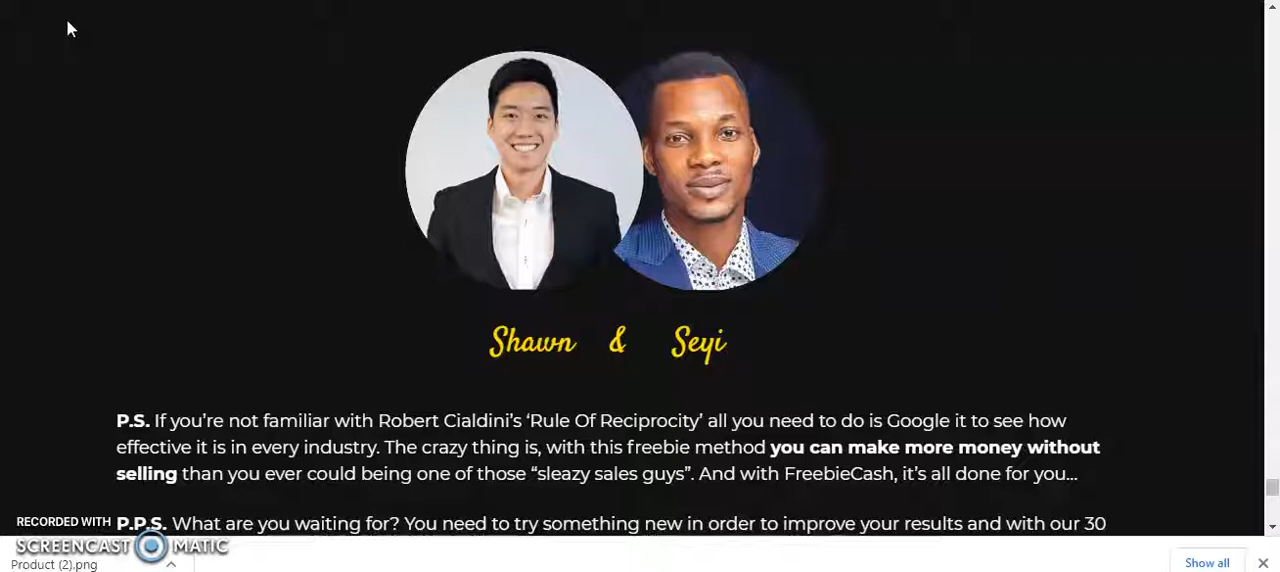 Shawn & Seyi
P.S. If you’re not familiar with Robert Cialdini’s ‘Rule Of Reciprocity’ all you need to do is Google it to see how
effective it is in every industry. The crazy thing is, with this freebie method you can make more money without
selling than you ever could being one of those “sleazy sales guys”. And with FreebieCash, it’s all done for you...
P.P.S. What are you waiting for? You need to try something new in order to improve your results and with our 30
RECORDED WITH
SCREENCAST MATIC
Product (2).png
Show all